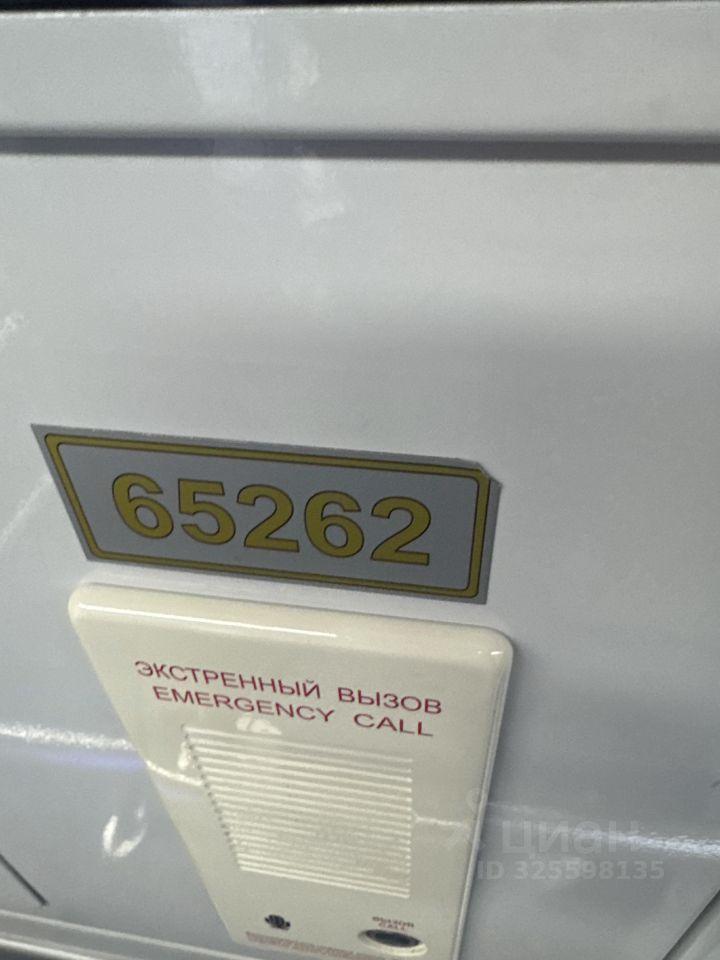 65262
ЭКСТРЕННЫЙ ВЫЗОВ
EMERGENCY CALL
ВЫЗОВ
CALL
циан
ID 325598135